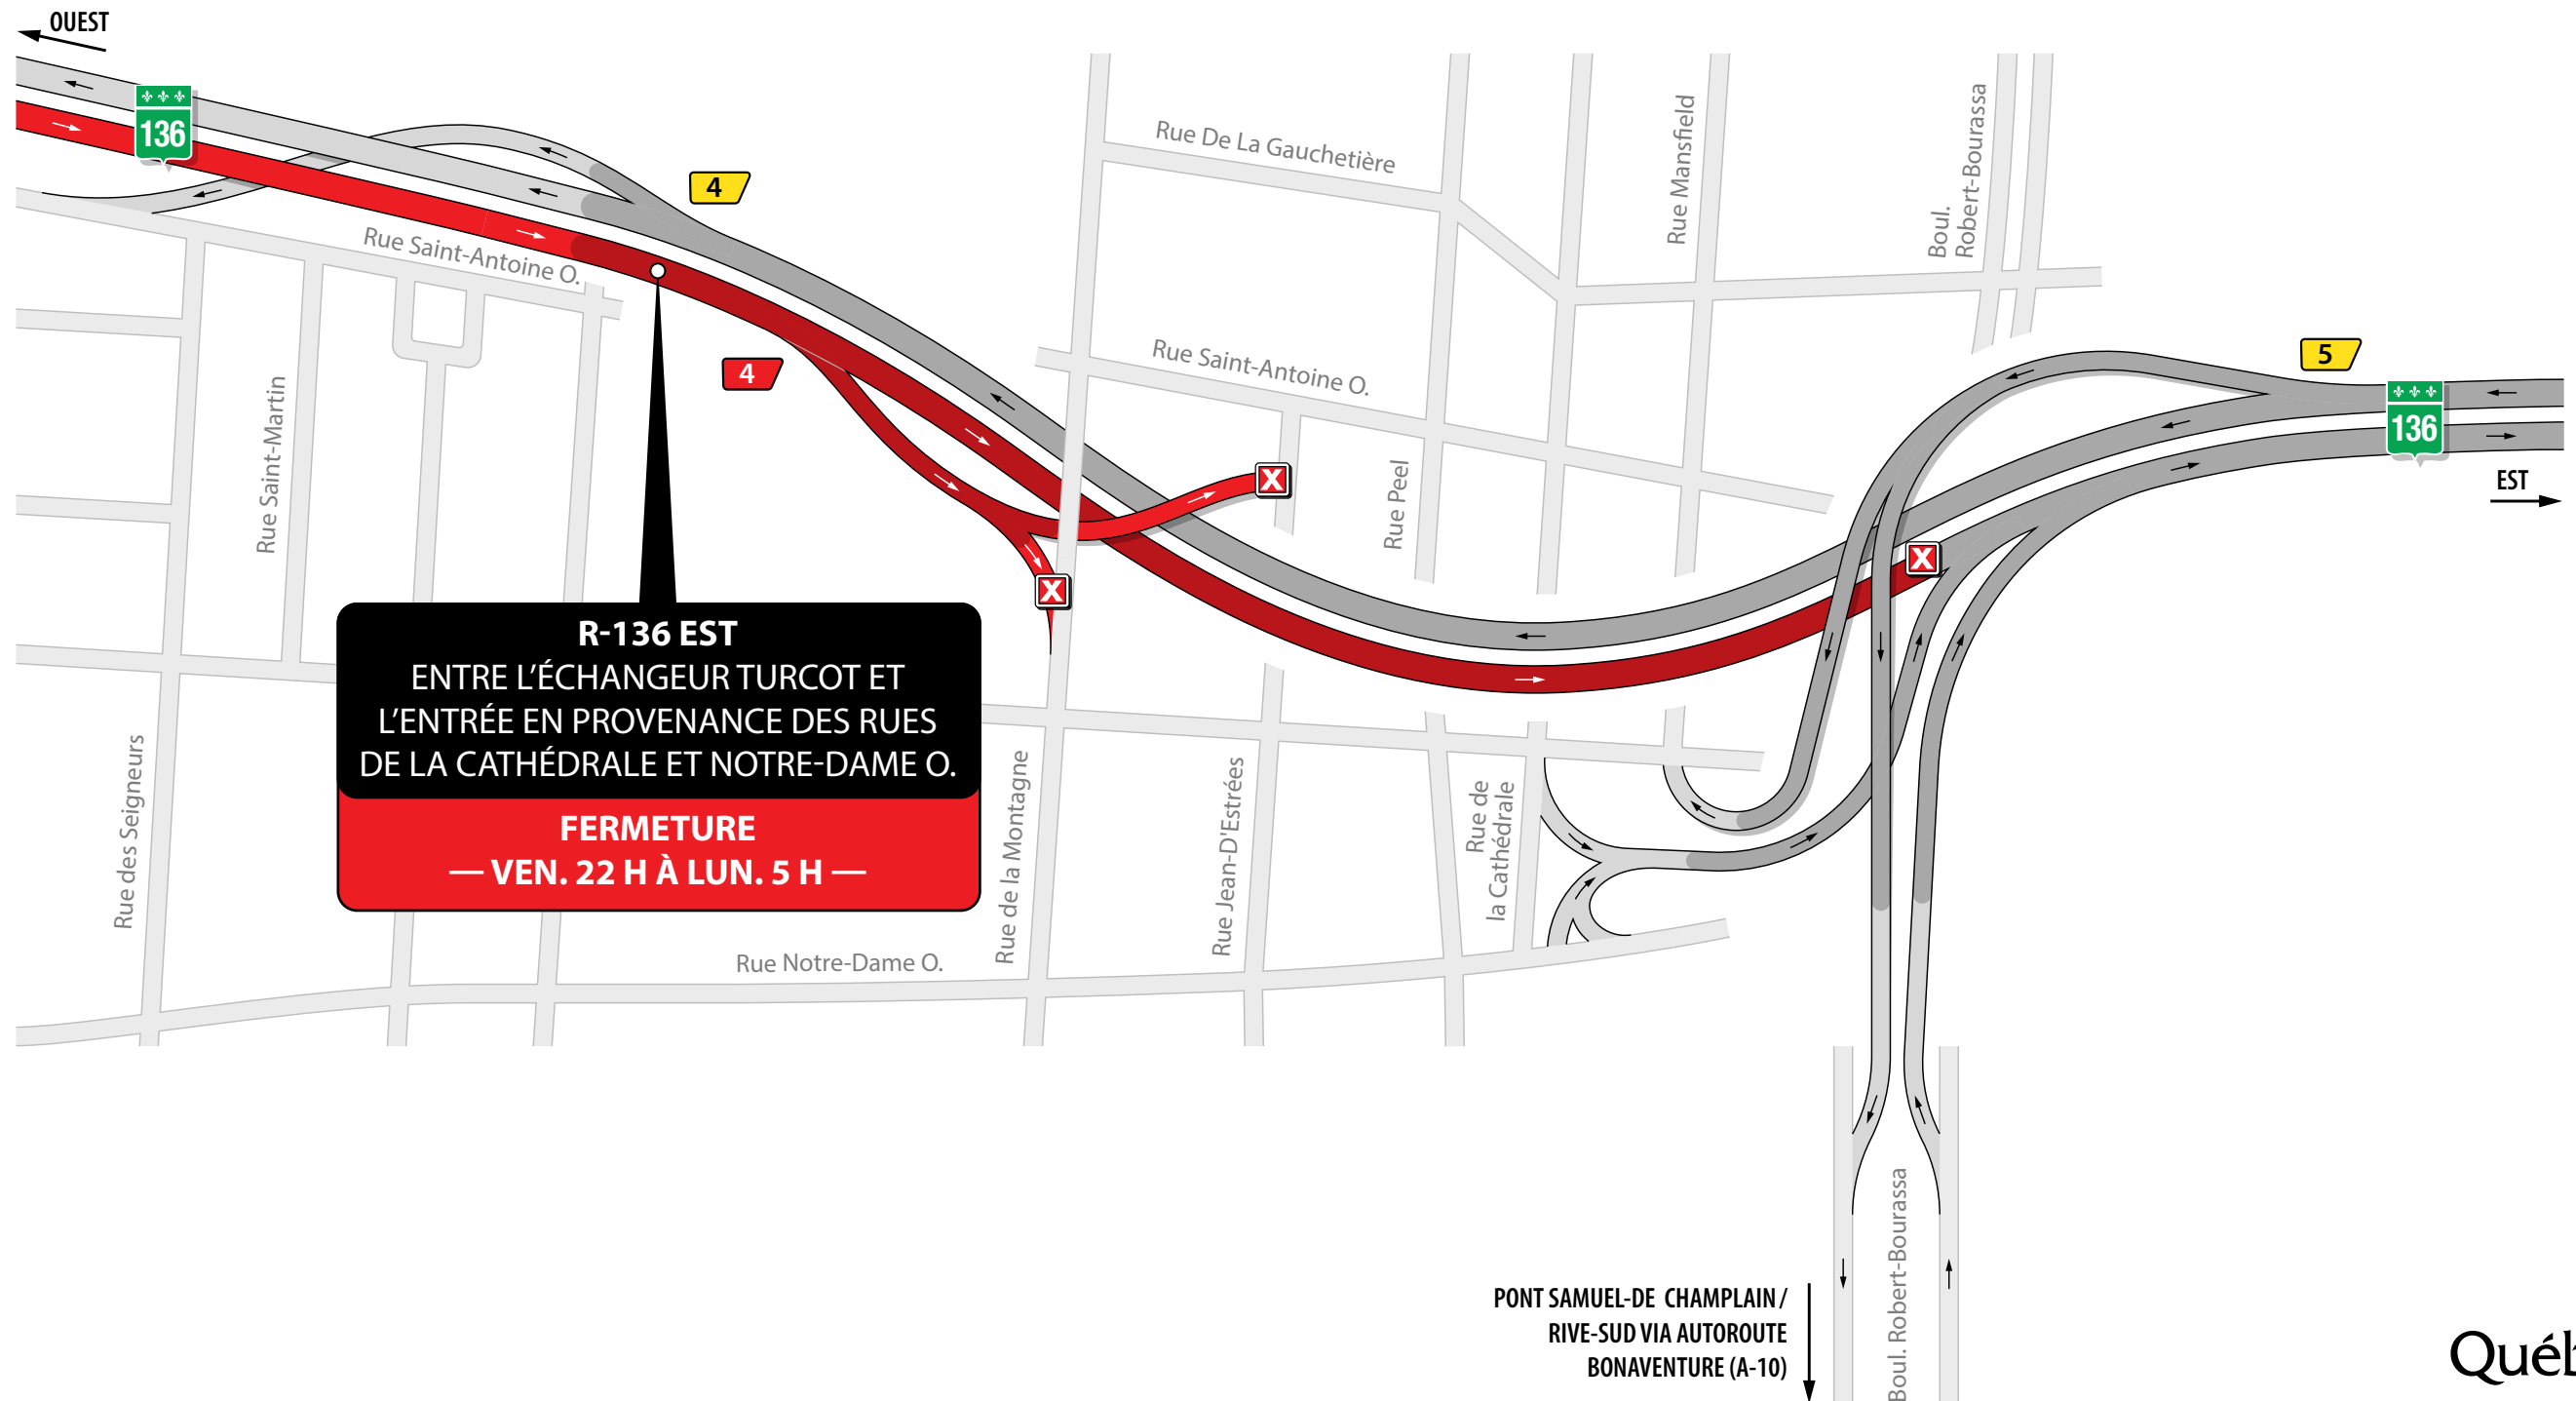 OUEST
136
4
Rue De La Gauchetière
Rue Mansfield
Boul.
Robert-Bourassa
Rue Saint-Antoine O.
4
Rue Saint-Antoine O.
5
136
EST
Rue Saint-Martin
Rue Peel
X
X
X
R-136 EST
ENTRE L'ÉCHANGEUR TURCOT ET
L'ENTRÉE EN PROVENANCE DES RUES
DE LA CATHÉDRALE ET NOTRE-DAME O.
FERMETURE
— VEN. 22 H À LUN. 5 H —
Rue des Seigneurs
Rue de la Montagne
Rue Jean-D'Estrées
Rue de
la Cathédrale
Rue Notre-Dame O.
Boul. Robert-Bourassa
PONT SAMUEL-DE CHAMPLAIN /
RIVE-SUD VIA AUTOROUTE
BONAVENTURE (A-10)